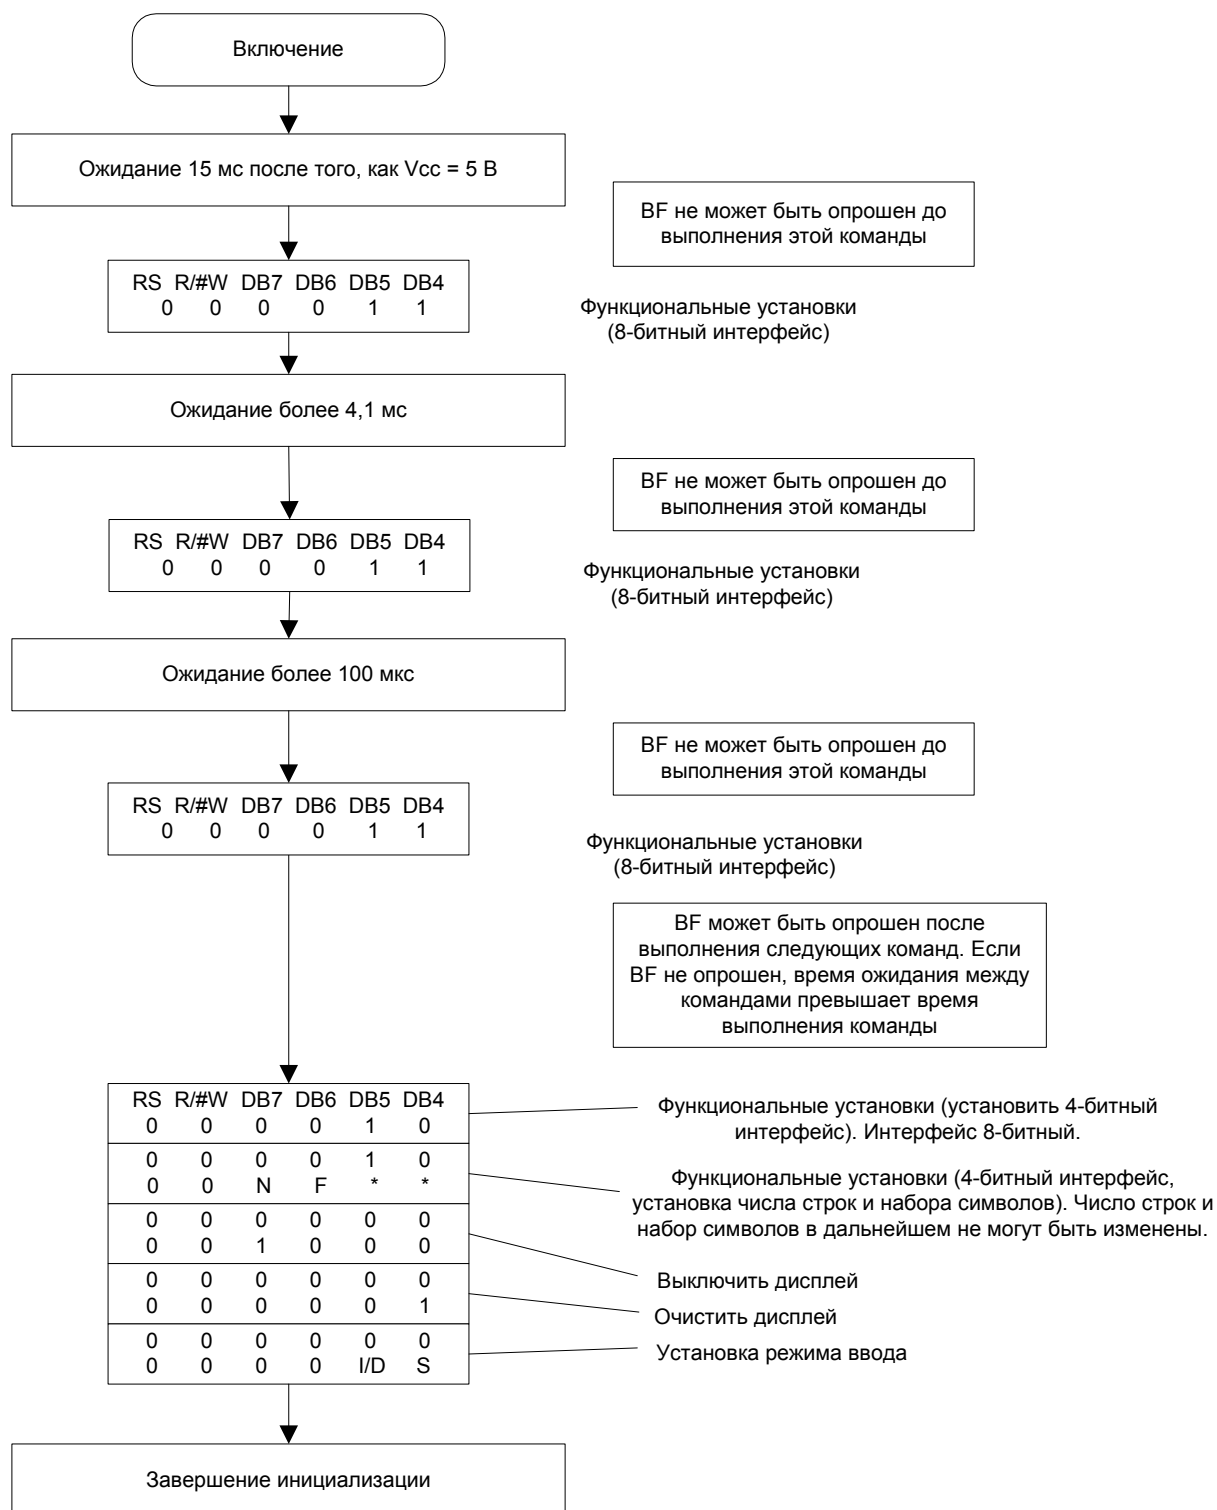 Включение
Ожидание 15 мс после того, как Vcc = 5 В
BF не может быть опрошен до
выполнения этой команды
RS R/#W DB7 DB6 DB5 DB4
0 0 0 0 1 1
Функциональные установки
(8-битный интерфейс)
Ожидание более 4,1 мс
BF не может быть опрошен до
выполнения этой команды
RS R/#W DB7 DB6 DB5 DB4
0 0 0 0 1 1
Функциональные установки
(8-битный интерфейс)
Ожидание более 100 мкс
BF не может быть опрошен до
выполнения этой команды
RS R/#W DB7 DB6 DB5 DB4
0 0 0 0 1 1
Функциональные установки
(8-битный интерфейс)
BF может быть опрошен после
выполнения следующих команд. Если
BF не опрошен, время ожидания между
командами превышает время
выполнения команды
RS R/#W DB7 DB6 DB5 DB4
0 0 0 0 1 0
Функциональные установки (установить 4-битный
интерфейс). Интерфейс 8-битный.
0 0 0 0 1 0
0 0 N F * *
Функциональные установки (4-битный интерфейс,
установка числа строк и набора символов). Число строк и
набор символов в дальнейшем не могут быть изменены.
0 0 0 0 0 0
0 0 1 0 0 0
Выключить дисплей
0 0 0 0 0 0
0 0 0 0 0 1
Очистить дисплей
0 0 0 0 0 0
0 0 0 0 I/D S
Установка режима ввода
Завершение инициализации